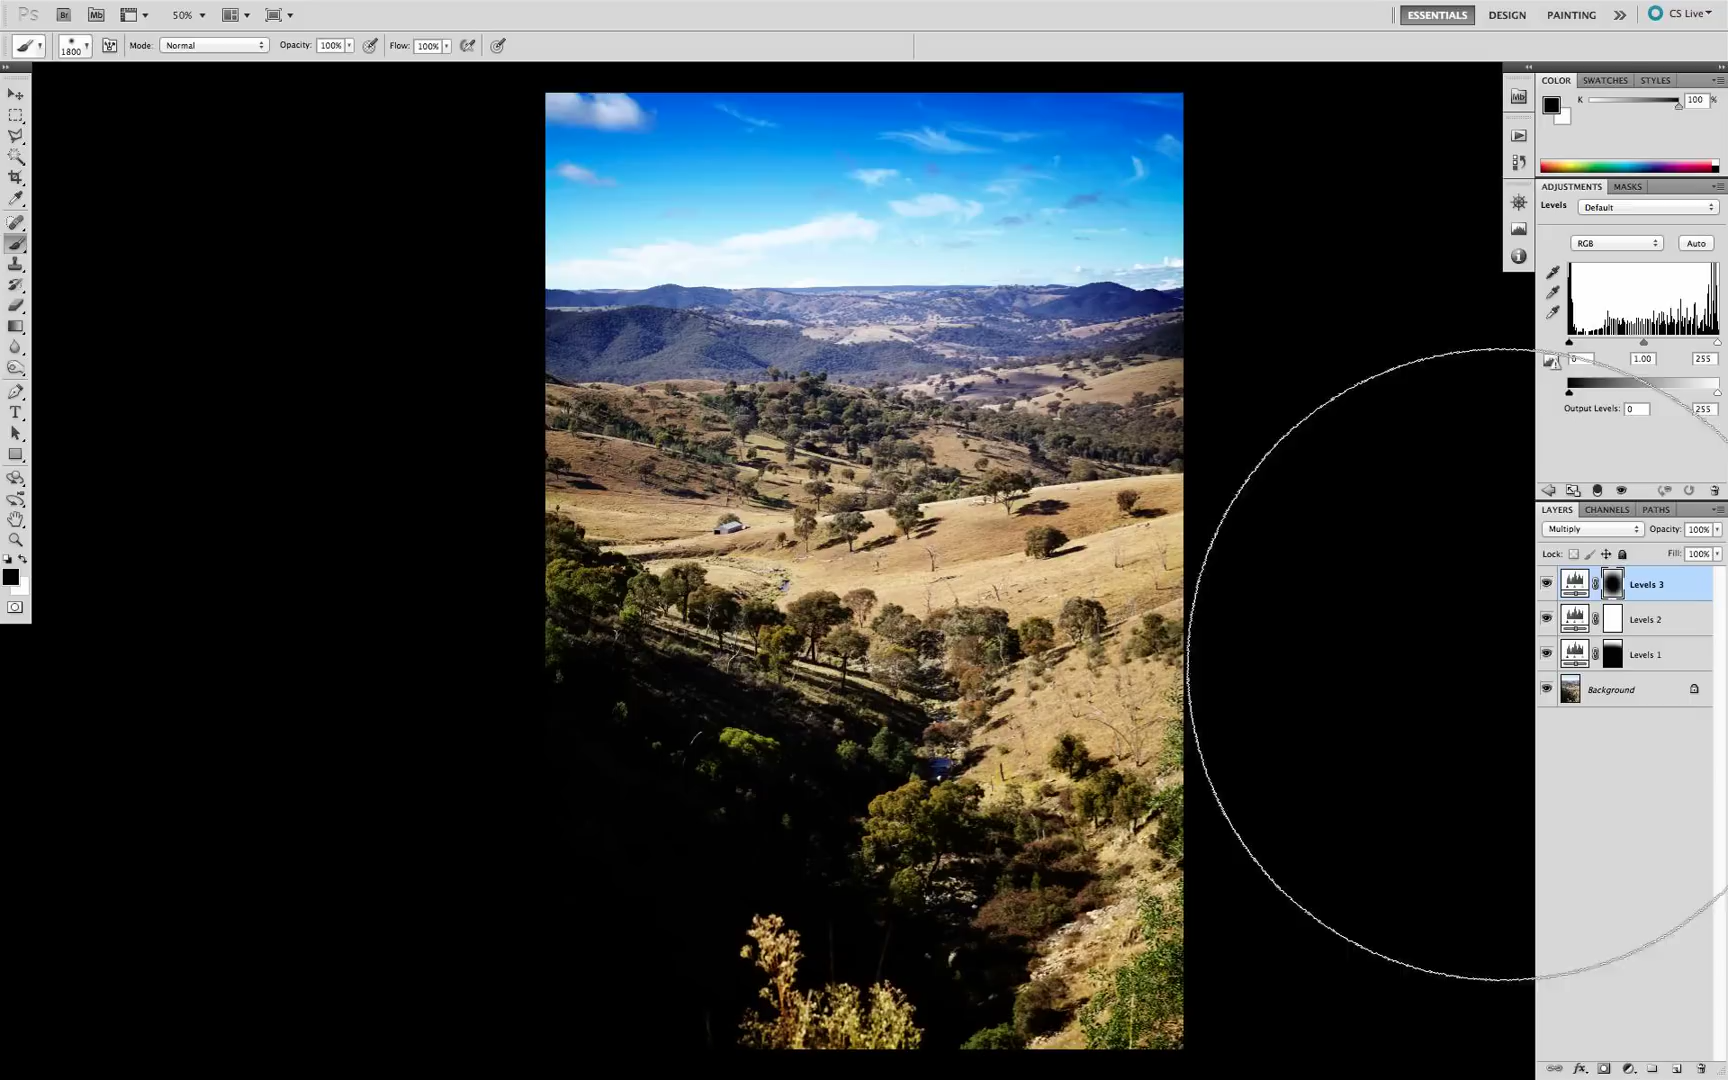 Ps Br Mb 50% ESSENTIALS DESIGN PAINTING CS Live
1800 Mode: Normal Opacity: 100% Flow: 100%
COLOR SWATCHES STYLES
Mb K 100 %
ADJUSTMENTS MASKS
Levels Default
RGB Auto
0 1.00 255
Output Levels: 0 255
LAYERS CHANNELS PATHS
Multiply Opacity: 100%
Lock: Fill: 100%
Levels 3
Levels 2
Levels 1
Background